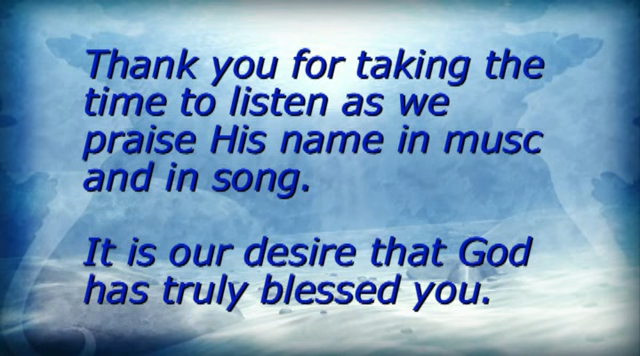 Thank you for taking the
time to listen as we
praise His name in musc
and in song.
It is our desire that God
has truly blessed you.